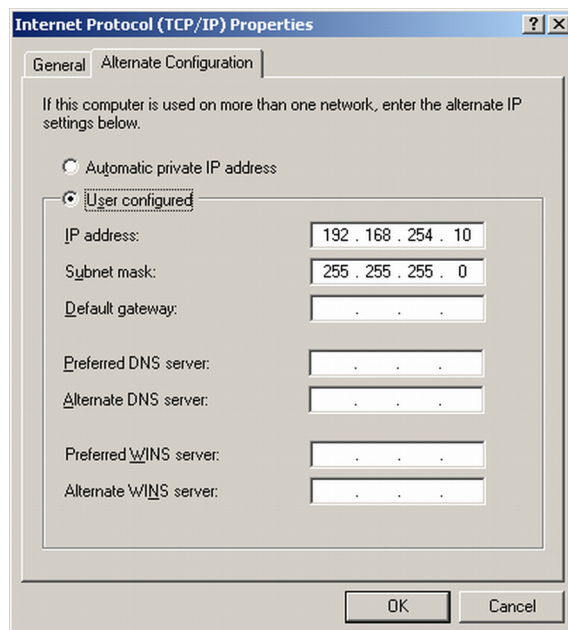 Internet Protocol (TCP/IP) Properties
General Alternate Configuration
If this computer is used on more than one network, enter the alternate IP
settings below.
Automatic private IP address
User configured
IP address: 192 . 168 . 254 . 10
Subnet mask: 255 . 255 . 255 . 0
Default gateway: . . .
Preferred DNS server: . . .
Alternate DNS server: . . .
Preferred WINS server: . . .
Alternate WINS server: . . .
OK Cancel